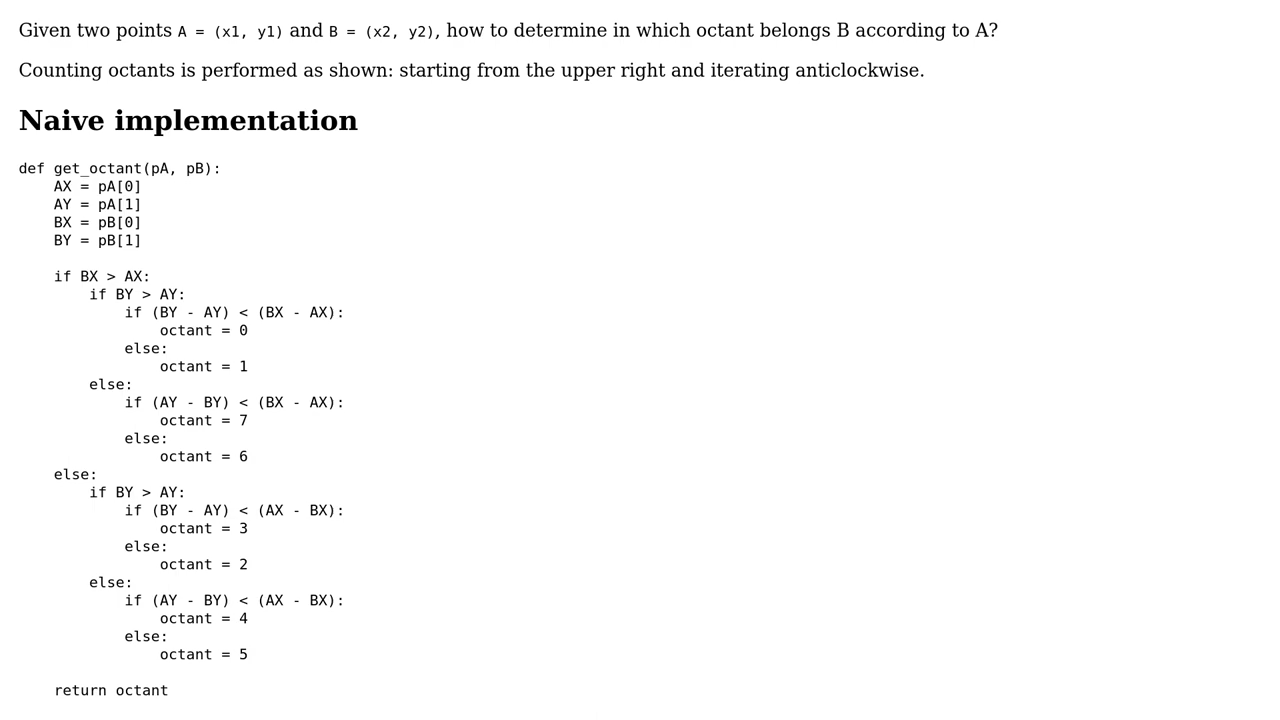 Given two points A = (x1, y1) and B = (x2, y2), how to determine in which octant belongs B according to A?
Counting octants is performed as shown: starting from the upper right and iterating anticlockwise.
Naive implementation
def get_octant(pA, pB):
    AX = pA[0]
    AY = pA[1]
    BX = pB[0]
    BY = pB[1]

    if BX > AX:
        if BY > AY:
            if (BY - AY) < (BX - AX):
                octant = 0
            else:
                octant = 1
        else:
            if (AY - BY) < (BX - AX):
                octant = 7
            else:
                octant = 6
    else:
        if BY > AY:
            if (BY - AY) < (AX - BX):
                octant = 3
            else:
                octant = 2
        else:
            if (AY - BY) < (AX - BX):
                octant = 4
            else:
                octant = 5

    return octant